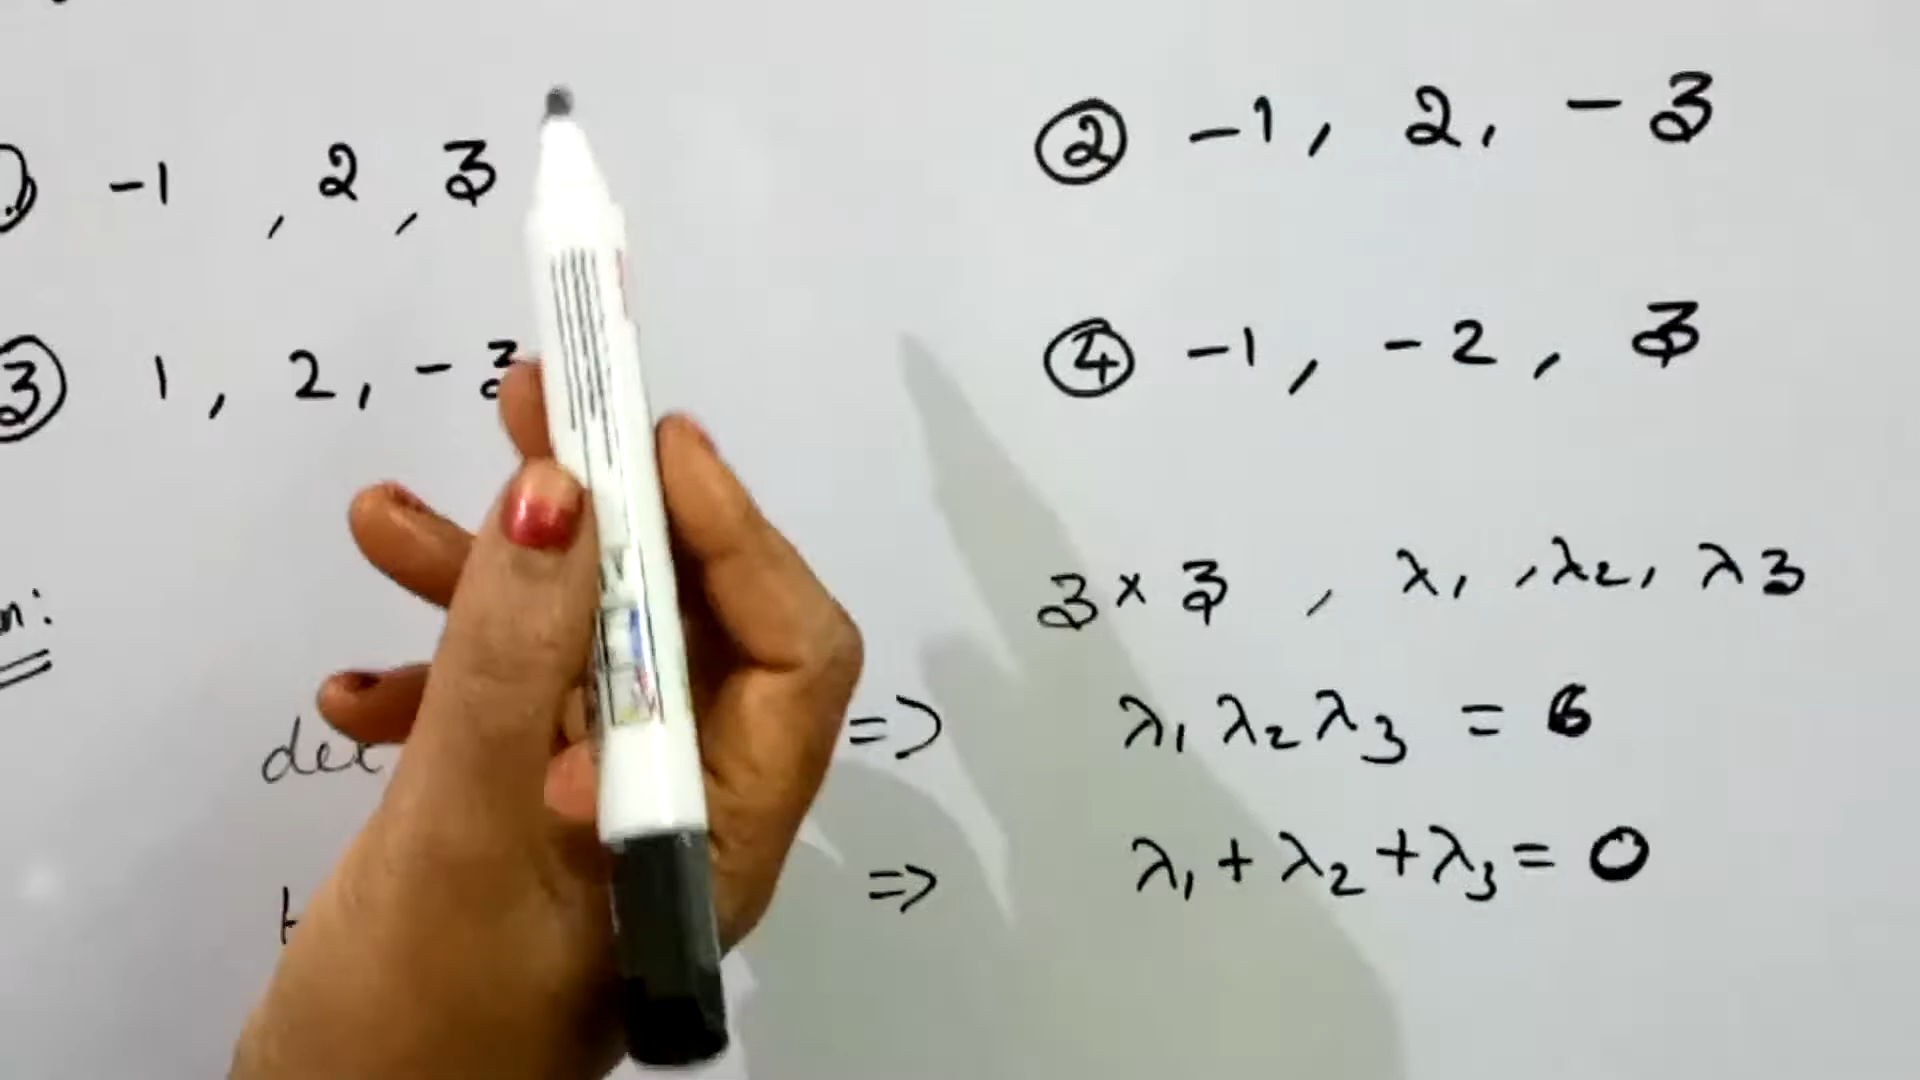 -1 , 2 , 3
② -1, 2, -3
③ 1, 2, -3
④ -1, -2, 3
3 × 3 , λ1, λ2, λ3
=> λ1 λ2 λ3 = 6
=> λ1 + λ2 + λ3 = 0